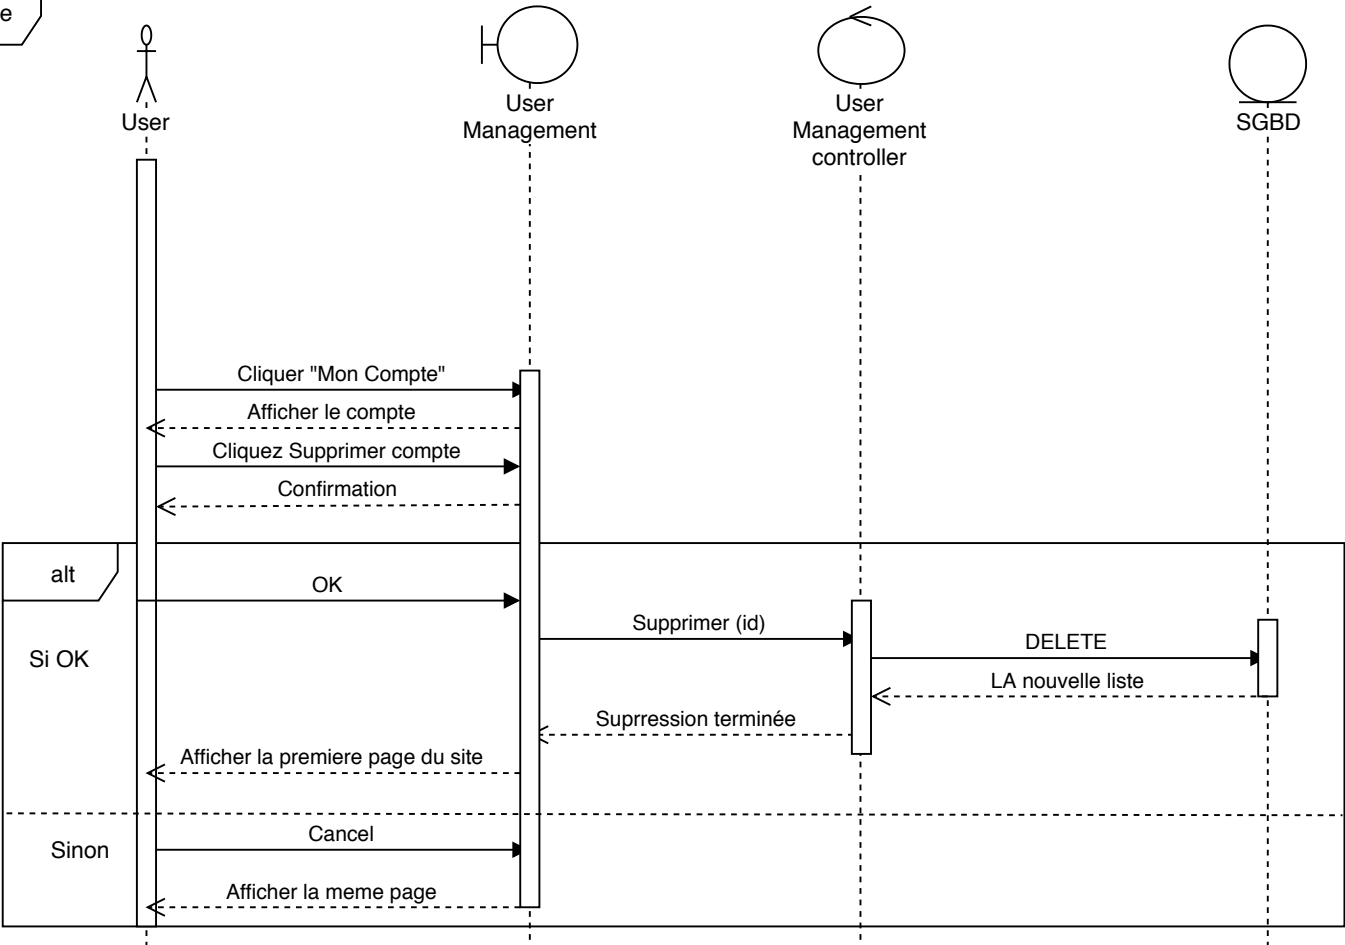 e
User
User
Management
User
Management
controller
SGBD
Cliquer "Mon Compte"
Afficher le compte
Cliquez Supprimer compte
Confirmation
alt
OK
Supprimer (id)
DELETE
Si OK
LA nouvelle liste
Suprression terminée
Afficher la premiere page du site
Cancel
Sinon
Afficher la meme page